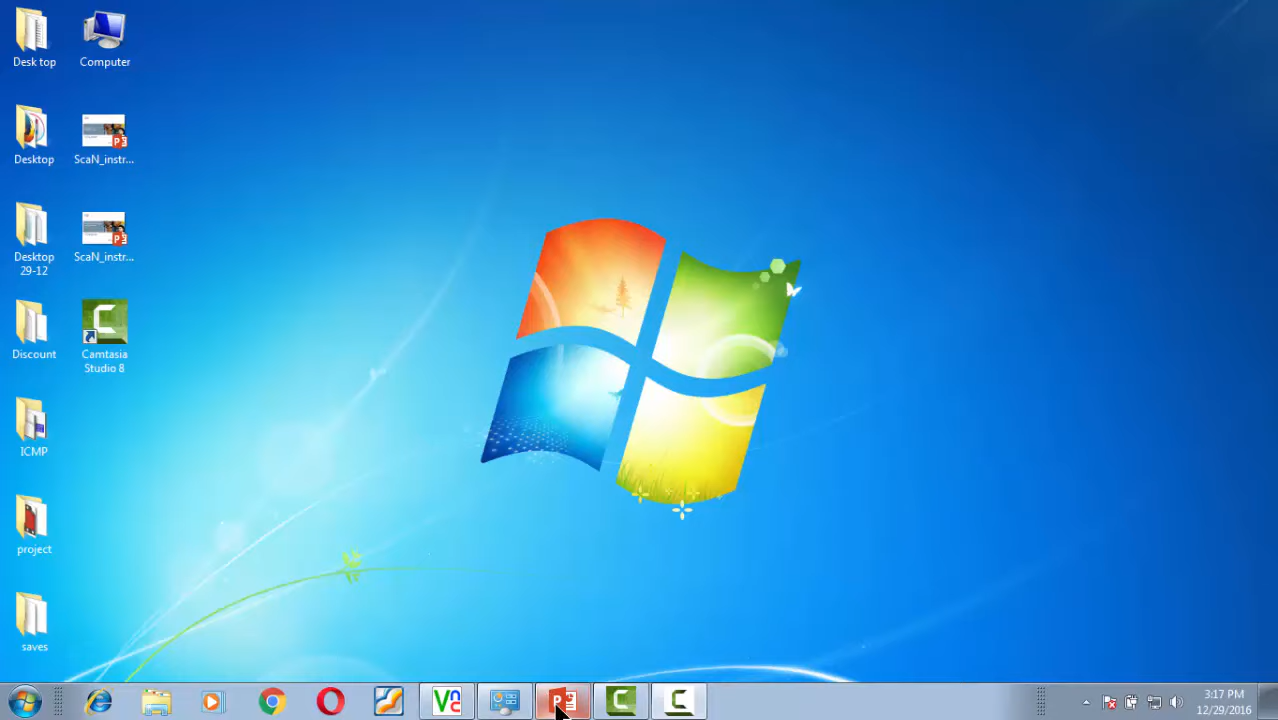 Desk top
Computer
Desktop
ScaN_instr...
Desktop
29-12
ScaN_instr...
Discount
Camtasia
Studio 8
ICMP
project
saves
3:17 PM
12/29/2016